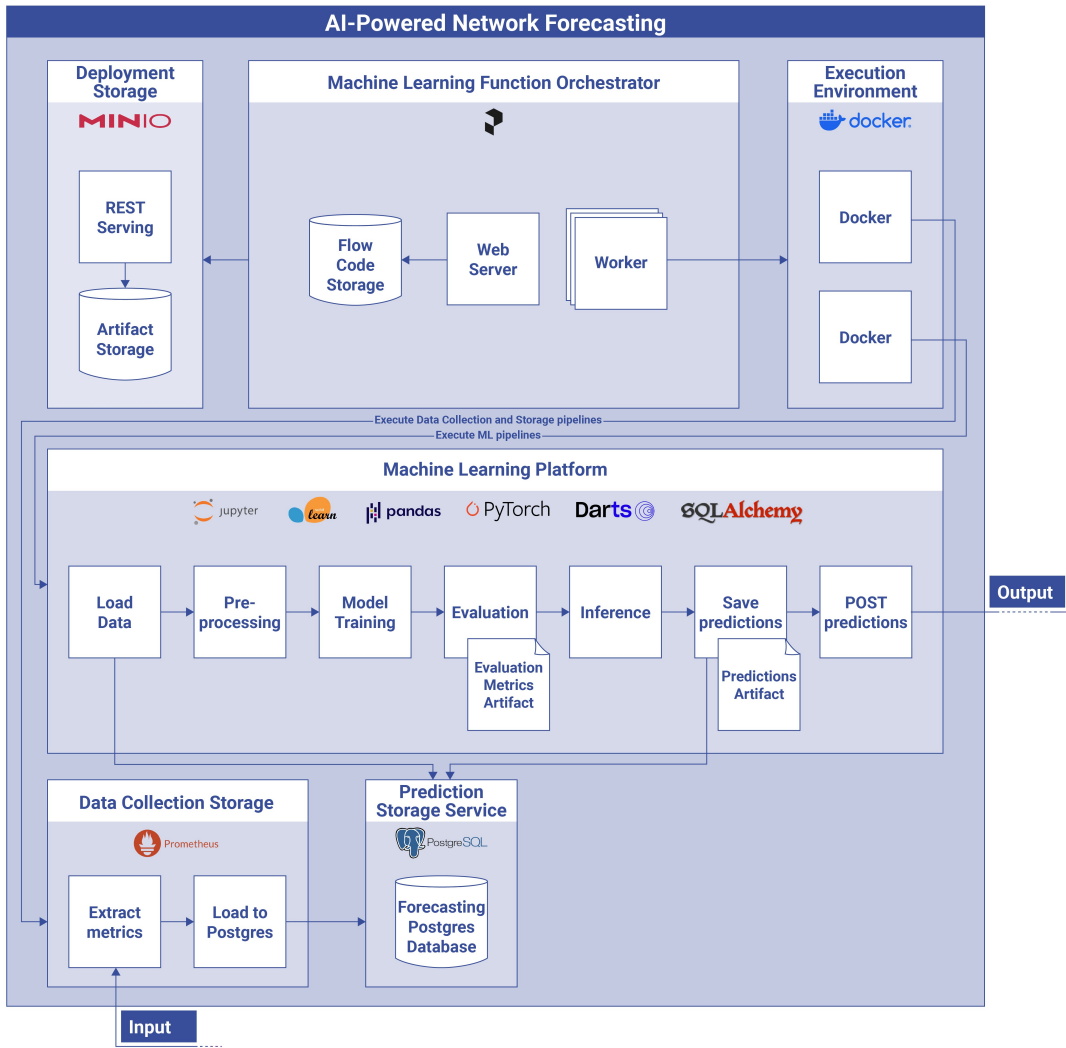 AI-Powered Network Forecasting
Deployment
Storage
MINIO
REST
Serving
Artifact
Storage
Machine Learning Function Orchestrator
Flow
Code
Storage
Web
Server
Worker
Execution
Environment
docker
Docker
Docker
Execute Data Collection and Storage pipelines
Execute ML pipelines
Machine Learning Platform
jupyter
learn
pandas
PyTorch
Darts
SQLAlchemy
Load
Data
Pre-
processing
Model
Training
Evaluation
Evaluation
Metrics
Artifact
Inference
Save
predictions
Predictions
Artifact
POST
predictions
Output
Data Collection Storage
Prometheus
Extract
metrics
Load to
Postgres
Prediction
Storage Service
PostgreSQL
Forecasting
Postgres
Database
Input